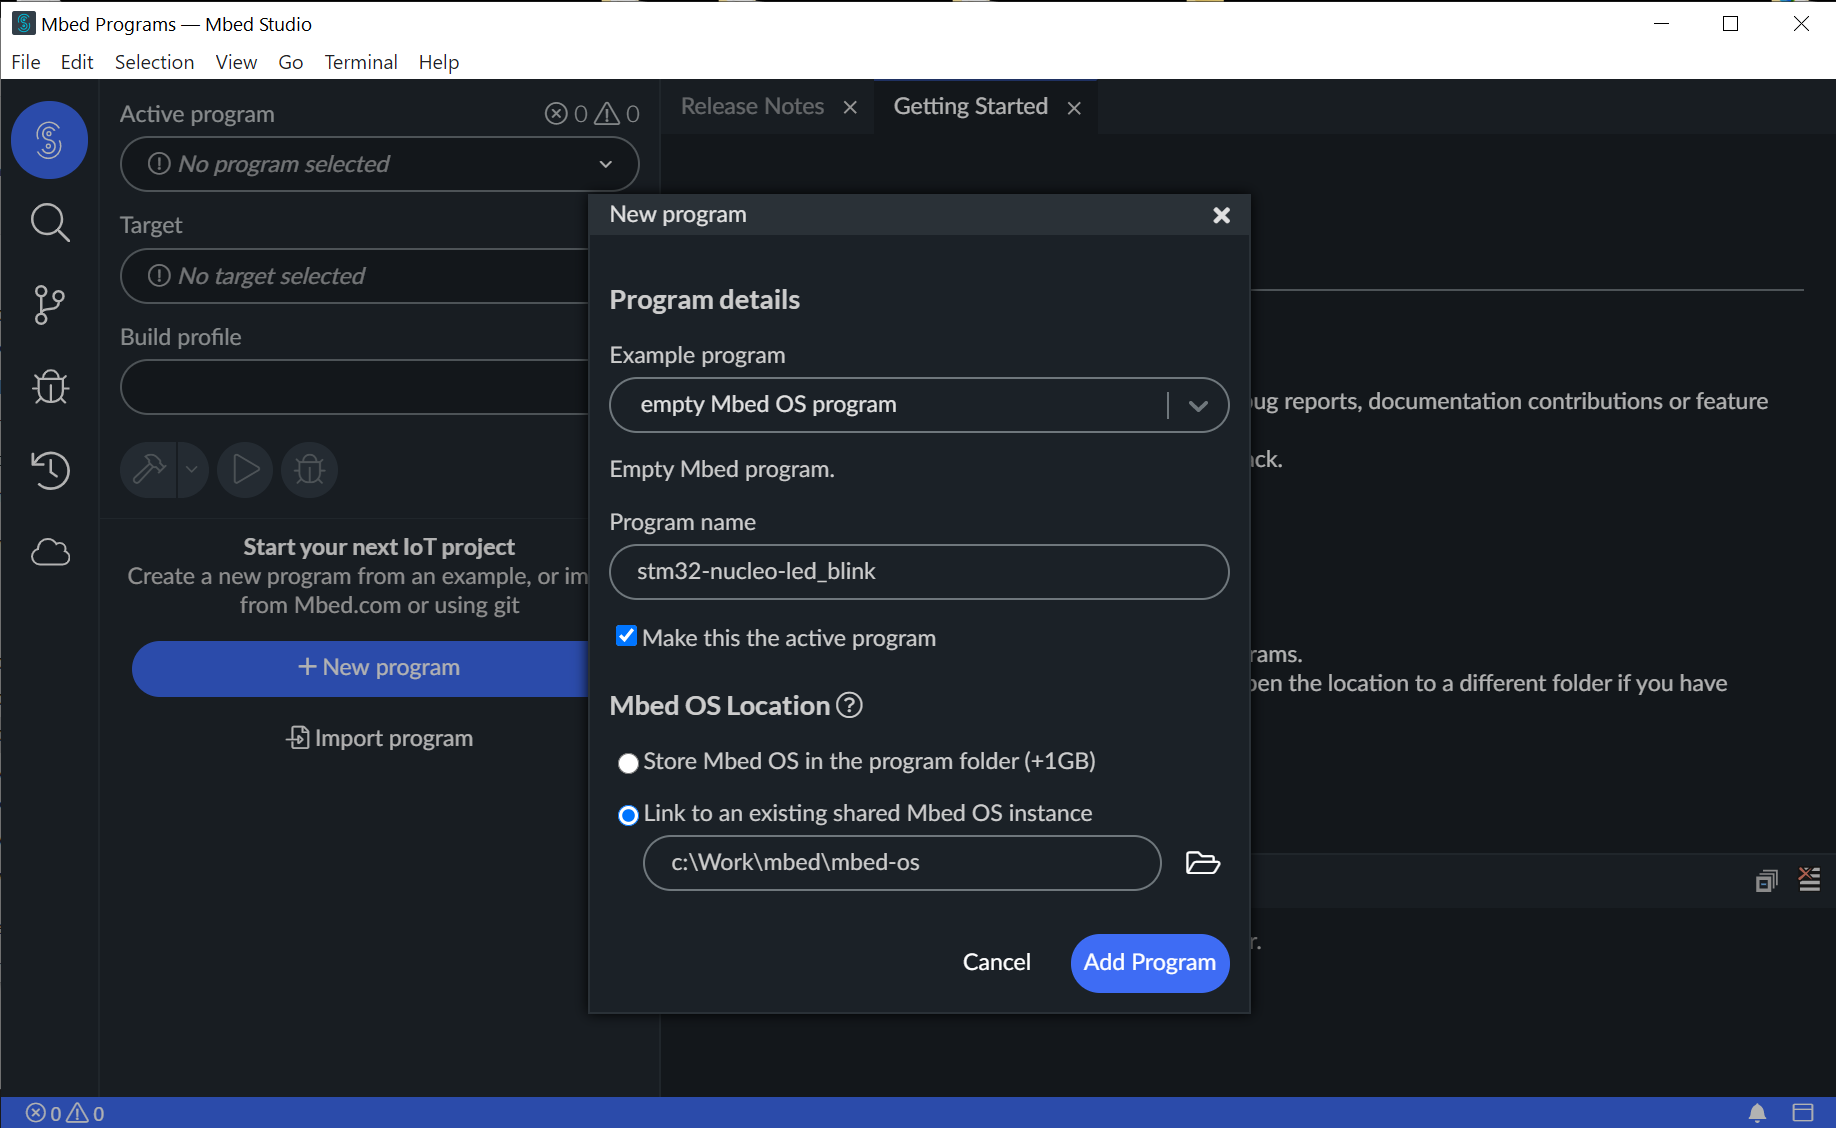 Mbed Programs — Mbed Studio
File Edit Selection View Go Terminal Help
Active program 0 0
No program selected
Target
No target selected
Build profile
Start your next IoT project
Create a new program from an example, or im
from Mbed.com or using git
+ New program
Import program
Release Notes Getting Started
New program
Program details
Example program
empty Mbed OS program
Empty Mbed program.
Program name
stm32-nucleo-led_blink
Make this the active program
Mbed OS Location ?
Store Mbed OS in the program folder (+1GB)
Link to an existing shared Mbed OS instance
c:\Work\mbed\mbed-os
Cancel Add Program
ug reports, documentation contributions or feature
ck.
rams.
pen the location to a different folder if you have
r.
0 0